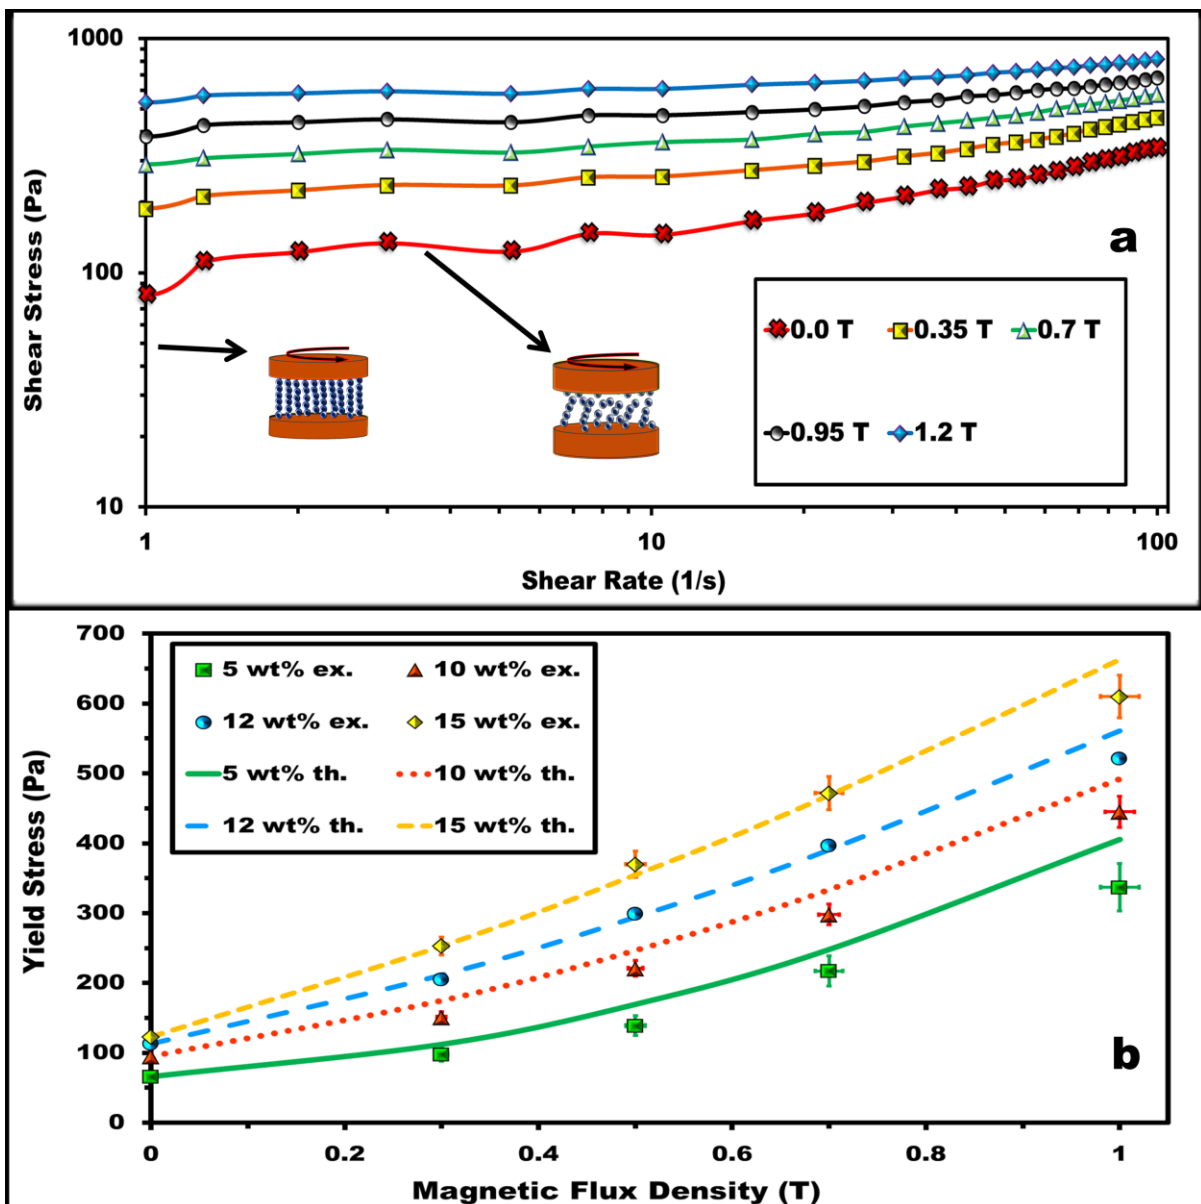 1000
100
10
Shear Stress (Pa)
a
0.0 T 0.35 T 0.7 T
0.95 T 1.2 T
1 10 100
Shear Rate (1/s)
700
600
500
400
300
200
100
0
Yield Stress (Pa)
5 wt% ex. 10 wt% ex.
12 wt% ex. 15 wt% ex.
5 wt% th. 10 wt% th.
12 wt% th. 15 wt% th.
b
0 0.2 0.4 0.6 0.8 1
Magnetic Flux Density (T)